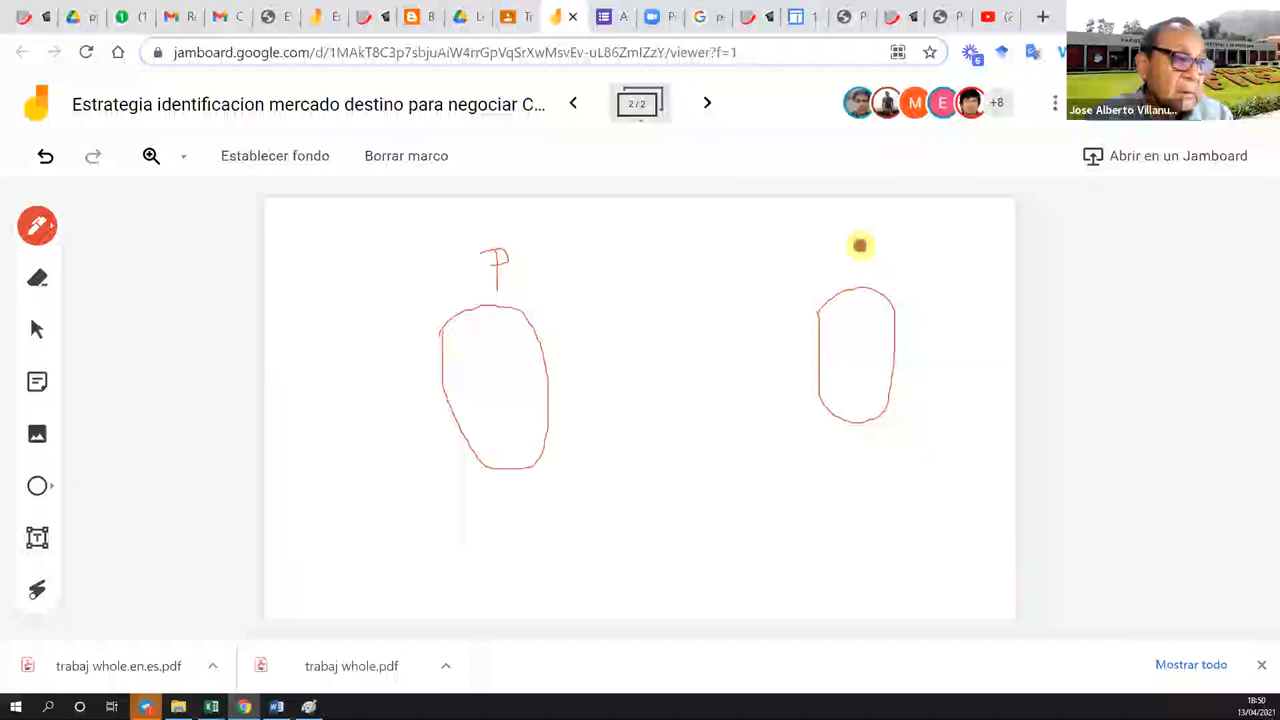 jamboard.google.com/d/1MAkT8C3p7sbjuAiW4rrGpVqSrXwMsvEv-uL86ZmIZzY/viewer?f=1
Estrategia identificacion mercado destino para negociar C...
2/2
M
E
+8
Jose Alberto Villanu...
Establecer fondo
Borrar marco
Abrir en un Jamboard
P
trabaj whole.en.es.pdf
trabaj whole.pdf
Mostrar todo
18:50
13/04/2021